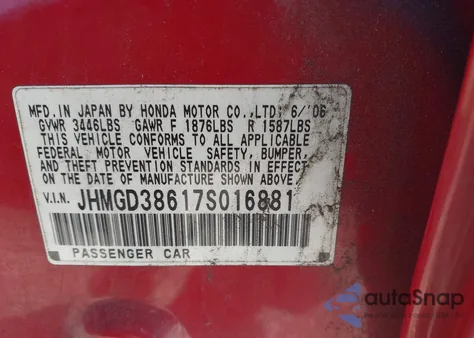 MFD. IN JAPAN BY HONDA MOTOR CO., LTD; 6/'06
GVWR 3446LBS GAWR F 1876LBS R 1587LBS
THIS VEHICLE CONFORMS TO ALL APPLICABLE
FEDERAL MOTOR VEHICLE SAFETY, BUMPER,
AND THEFT PREVENTION STANDARDS IN EFFECT
ON THE DATE OF MANUFACTURE SHOWN ABOVE.
V.I.N. JHMGD38617S016881
PASSENGER CAR
autoSnap